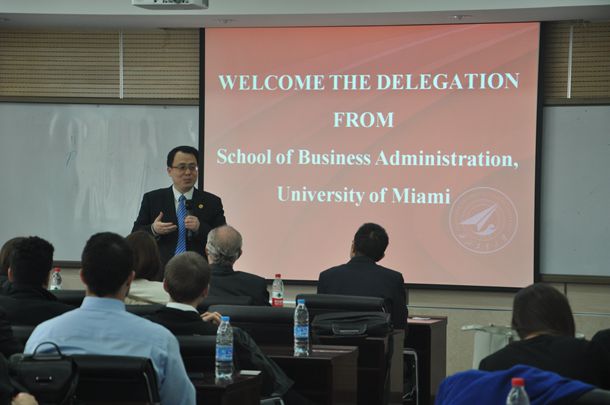 WELCOME THE DELEGATION
FROM
School of Business Administration,
University of Miami